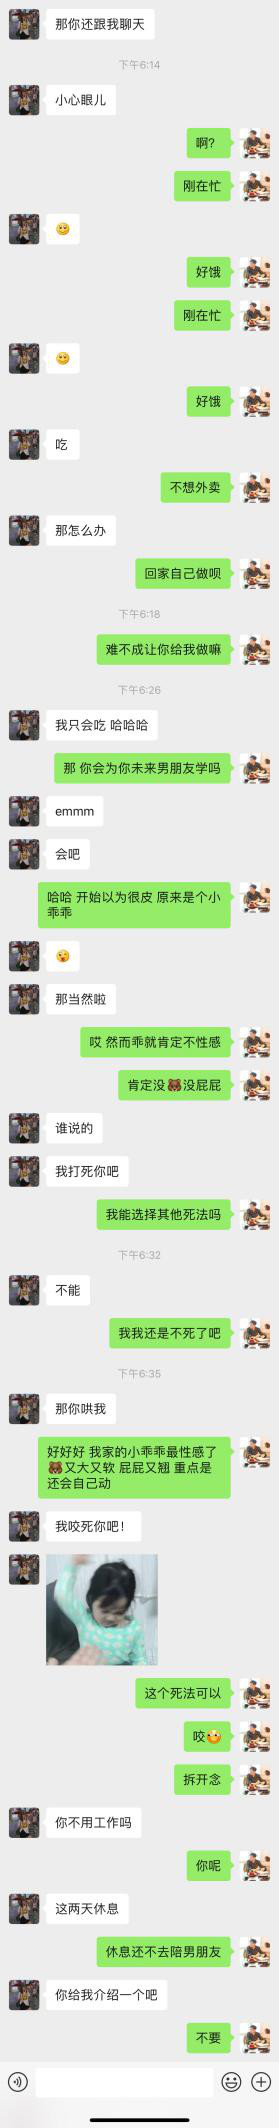 那你还跟我聊天
下午6:14
小心眼儿
啊?
刚在忙
好饿
刚在忙
好饿
吃
不想外卖
那怎么办
回家自己做呗
下午6:18
难不成让你给我做嘛
下午6:26
我只会吃 哈哈哈
那 你会为你未来男朋友学吗
emmm
会吧
哈哈 开始以为很皮 原来是个小
乖乖
那当然啦
哎 然而乖就肯定不性感
肯定没🐻没屁屁
谁说的
我打死你吧
我能选择其他死法吗
下午6:32
不能
我我还是不死了吧
下午6:35
那你哄我
好好好 我家的小乖乖最性感了
🐻又大又软 屁屁又翘 重点是
还会自己动
我咬死你吧!
这个死法可以
咬
拆开念
你不用工作吗
你呢
这两天休息
休息还不去陪男朋友
你给我介绍一个吧
不要